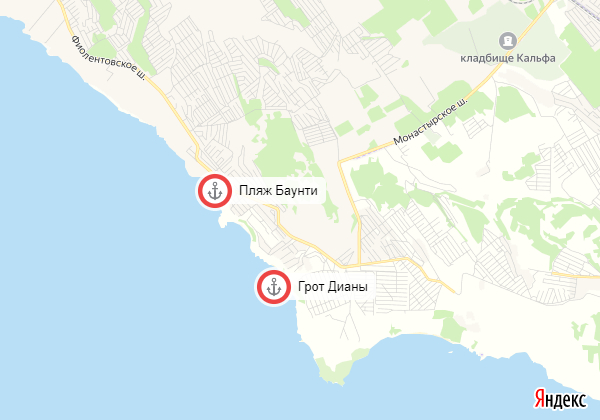 Фиолентовское ш.
кладбище Кальфа
Монастырское ш.
Пляж Баунти
Грот Дианы
Яндекс